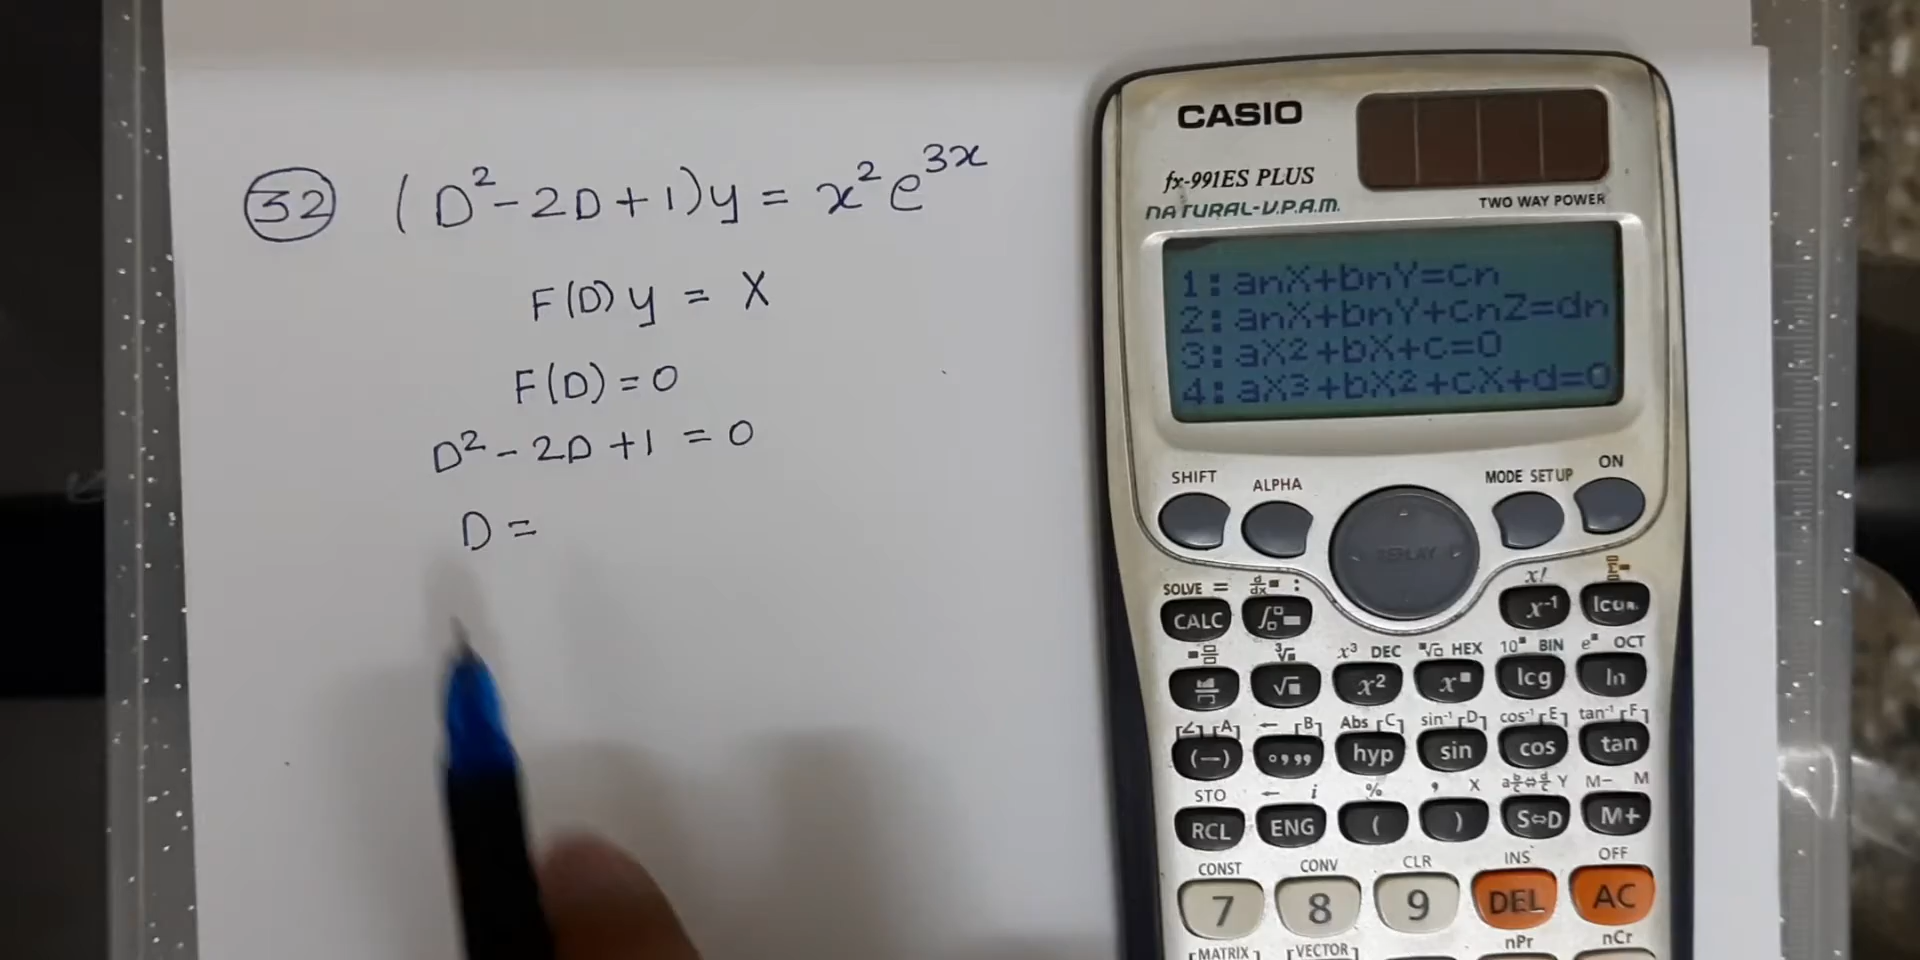 32 (D²-2D+1)y = x²e³ˣ
F(D)y = X
F(D)=0
D²-2D+1=0
D =
CASIO
fx-991ES PLUS
NATURAL-V.P.A.M.
TWO WAY POWER
1:anX+bnY=cn
2:anX+bnY+cnZ=dn
3:aX²+bX+c=0
4:aX³+bX²+cX+d=0
SHIFT ALPHA MODE SETUP ON
REPLAY
SOLVE = d/dx : x!
CALC x⁻¹
x³ DEC HEX 10 BIN e OCT
x² ln
∠ A ← B Abs C sin⁻¹ D cos⁻¹ E tan⁻¹ F
(−) hyp sin cos tan
STO ← i % , X Y M− M
RCL ENG ( ) S⇔D M+
CONST CONV CLR INS OFF
7 8 9 DEL AC
MATRIX VECTOR nPr nCr